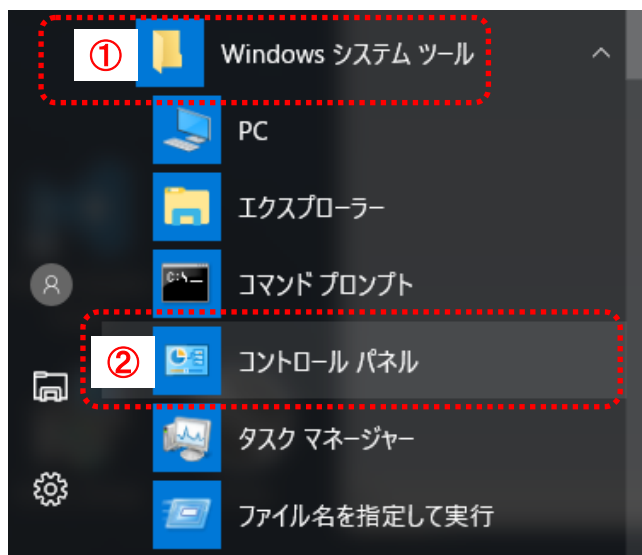 ① Windows システム ツール
PC
エクスプローラー
C:\_
コマンド プロンプト
② コントロール パネル
タスク マネージャー
ファイル名を指定して実行